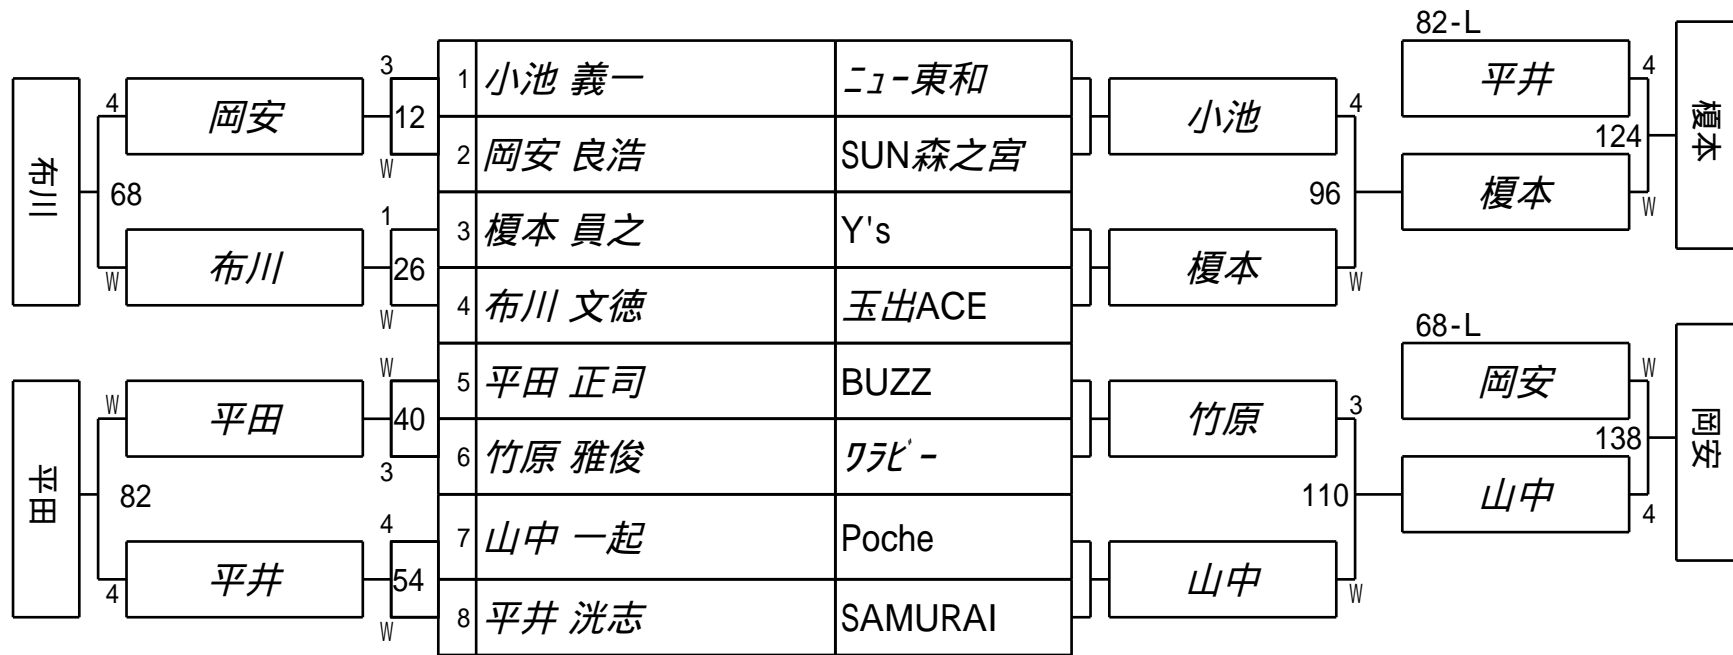 82-L
3
1 小池 義一 ニュー東和
平井
4
4
岡安
12
小池
4
榎本
2 岡安 良浩 SUN森之宮
124
W
布川
68
96
榎本
1
3 榎本 員之 Y's
W
布川
26
榎本
W
W
4 布川 文徳 玉出ACE
W
68-L
W
5 平田 正司 BUZZ
岡安
W
W
平田
40
竹原
3
岡安
6 竹原 雅俊 ワラビー
138
3
平田
82
110
山中
4
7 山中 一起 Poche
4
平井
54
山中
4
W
8 平井 洸志 SAMURAI
W